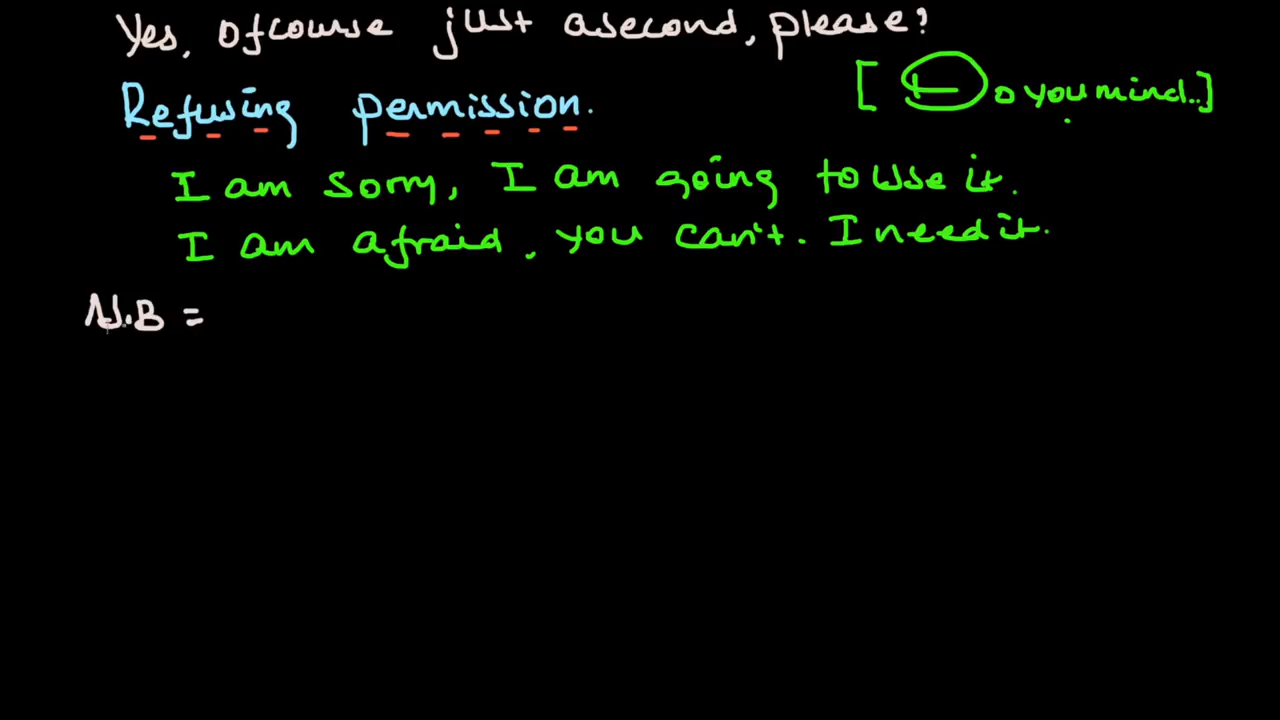 Yes, ofcourse just asecond, please?
Refusing permission.
[ Do you mind..]
I am sorry, I am going to use it.
I am afraid, you can't. I need it.
N.B =